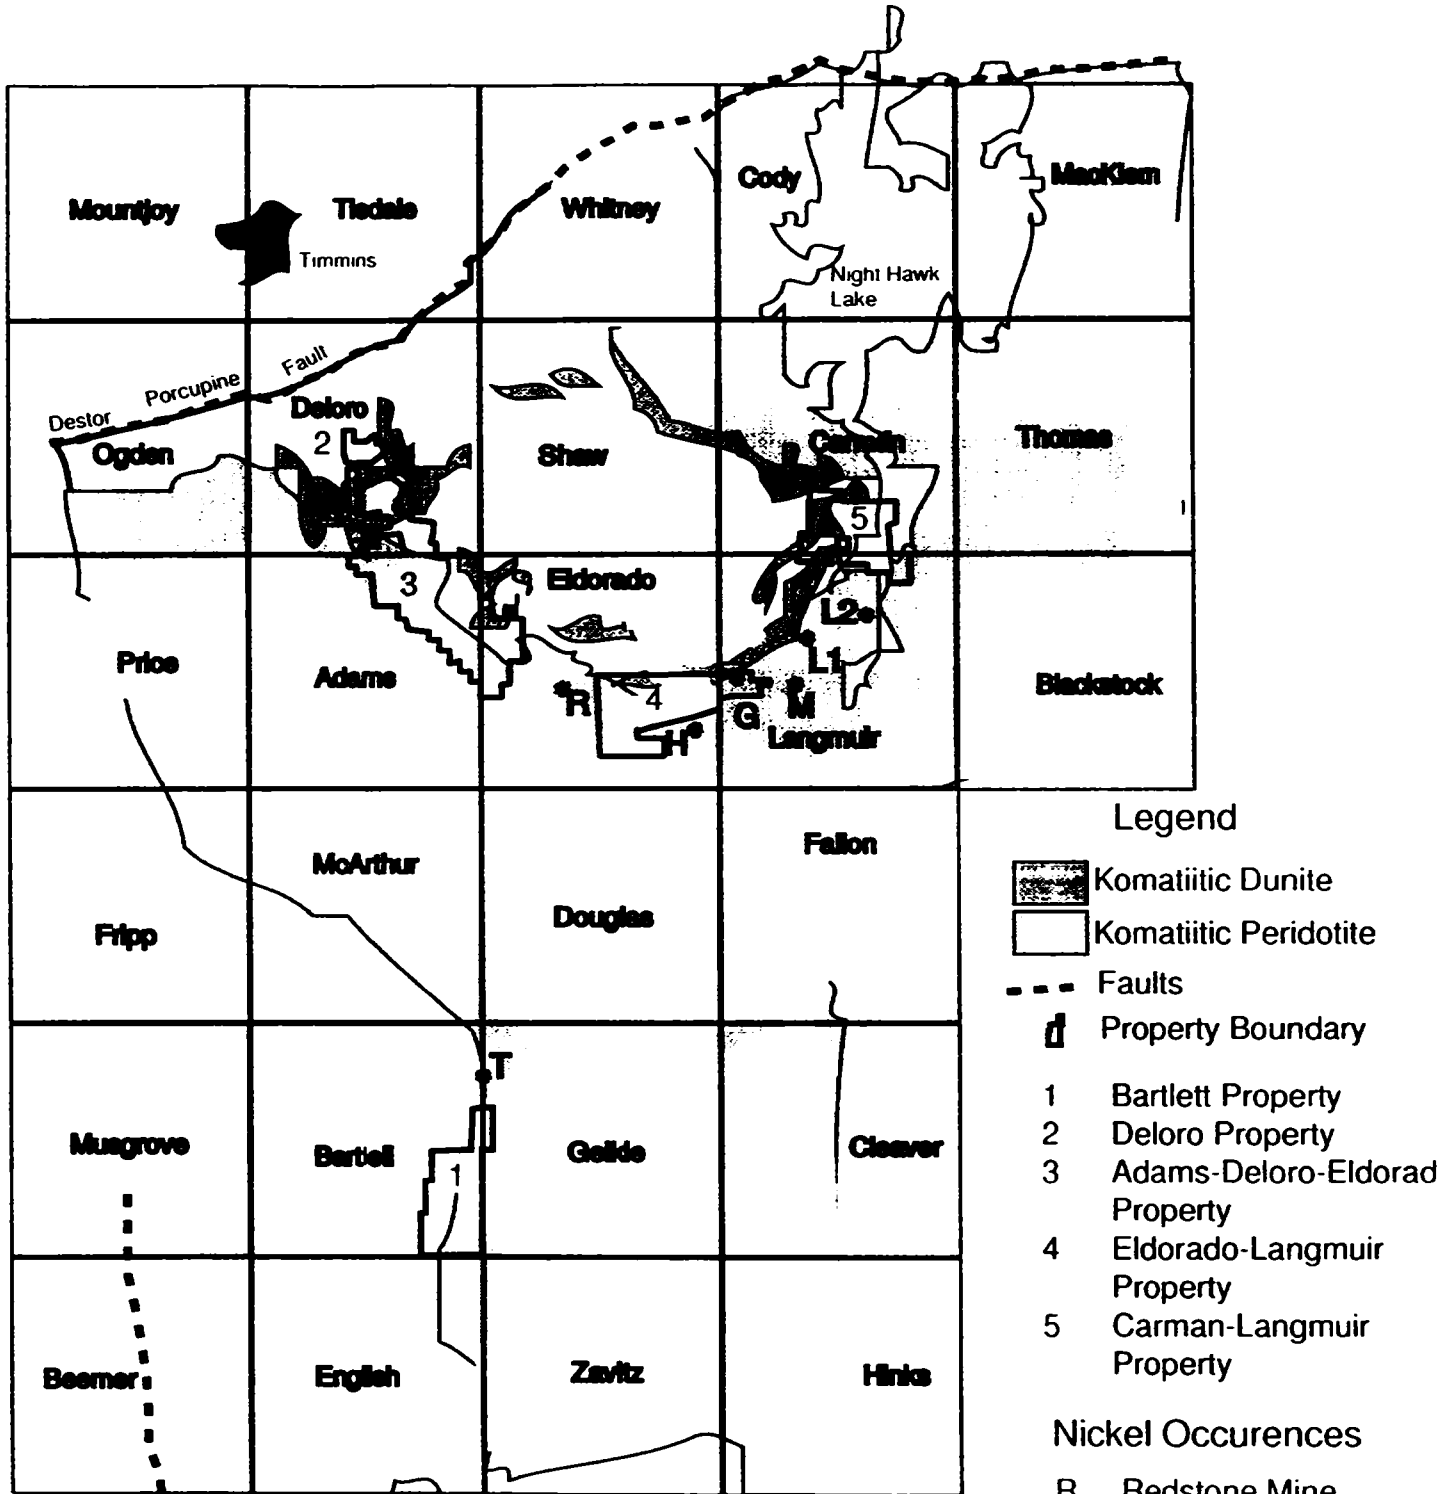 Cody
MacKlem
Mountjoy
Tisdale
Whitney
Timmins
Night Hawk
Lake
Fault
Porcupine
Destor
Deloro
2
Ogden
Shaw
Carman
Thomas
5
3
Eldorado
L2
Price
Adams
R
4
L1
M
G
H
Langmuir
Blackstock
McArthur
Fallon
Fripp
Douglas
T
Musgrove
Bartlett
Geikie
Cleaver
1
Beemer
English
Zavitz
Hinks
Legend
Komatiitic Dunite
Komatiitic Peridotite
Faults
Property Boundary
1 Bartlett Property
2 Deloro Property
3 Adams-Deloro-Eldorad
Property
4 Eldorado-Langmuir
Property
5 Carman-Langmuir
Property
Nickel Occurences
R Redstone Mine